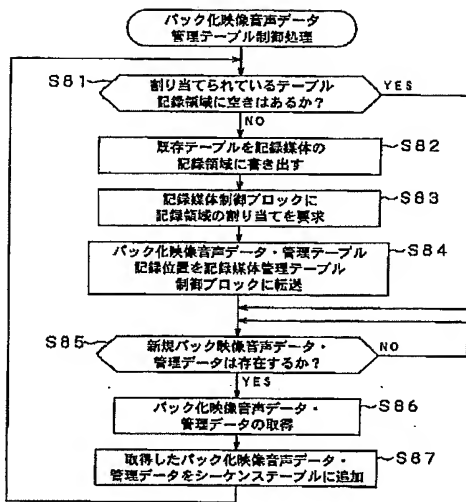 パック化映像音声データ
管理テーブル制御処理
S81
割り当てられているテーブル
記録領域に空きはあるか?
YES
NO
既存テーブルを記録媒体の
記録領域に書き出す
S82
記録媒体制御ブロックに
記録領域の割り当てを要求
S83
パック化映像音声データ・管理テーブル
記録位置を記録媒体管理テーブル
制御ブロックに転送
S84
S85
新規パック映像音声データ・
管理データは存在するか?
NO
YES
パック化映像音声データ・
管理データの取得
S86
取得したパック化映像音声データ・
管理データをシーケンステーブルに追加
S87